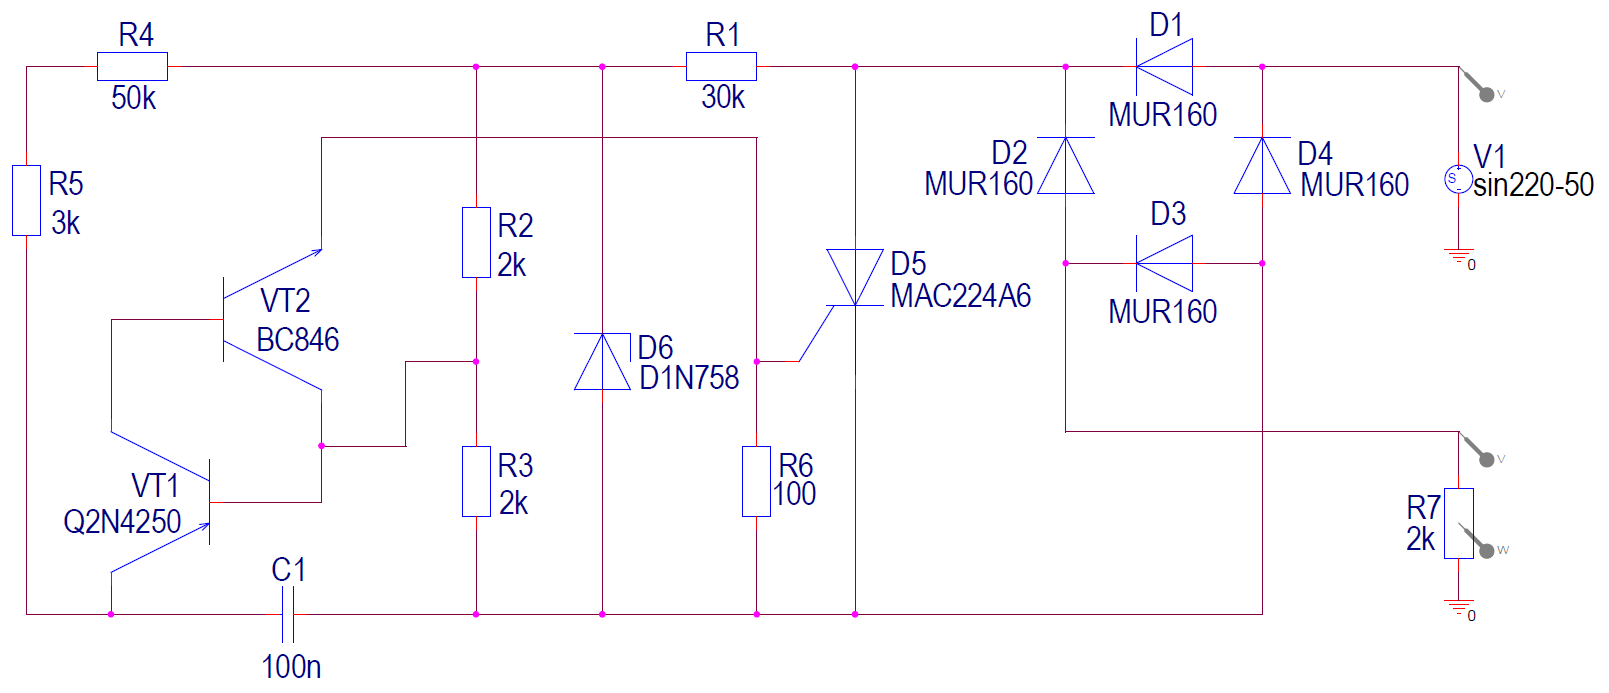 R4
50k
R1
30k
D1
MUR160
R5
3k
R2
2k
VT2
BC846
D2
MUR160
D4
MUR160
D3
MUR160
V
V1
S
sin220-50
0
D5
MAC224A6
D6
D1N758
VT1
Q2N4250
R3
2k
R6
100
V
R7
2k
W
0
C1
100n